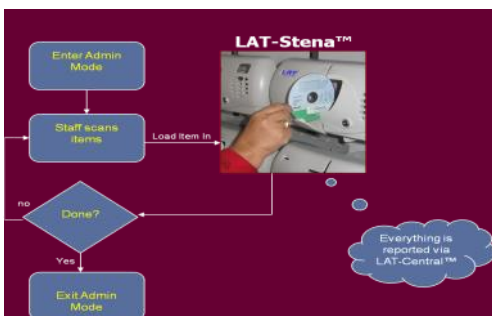 LAT-Stena™
Enter Admin
Mode
LAT
Staff scans
items
Load Item In
no
Done?
Everything is
reported via
LAT-Central™
Yes
Exit Admin
Mode